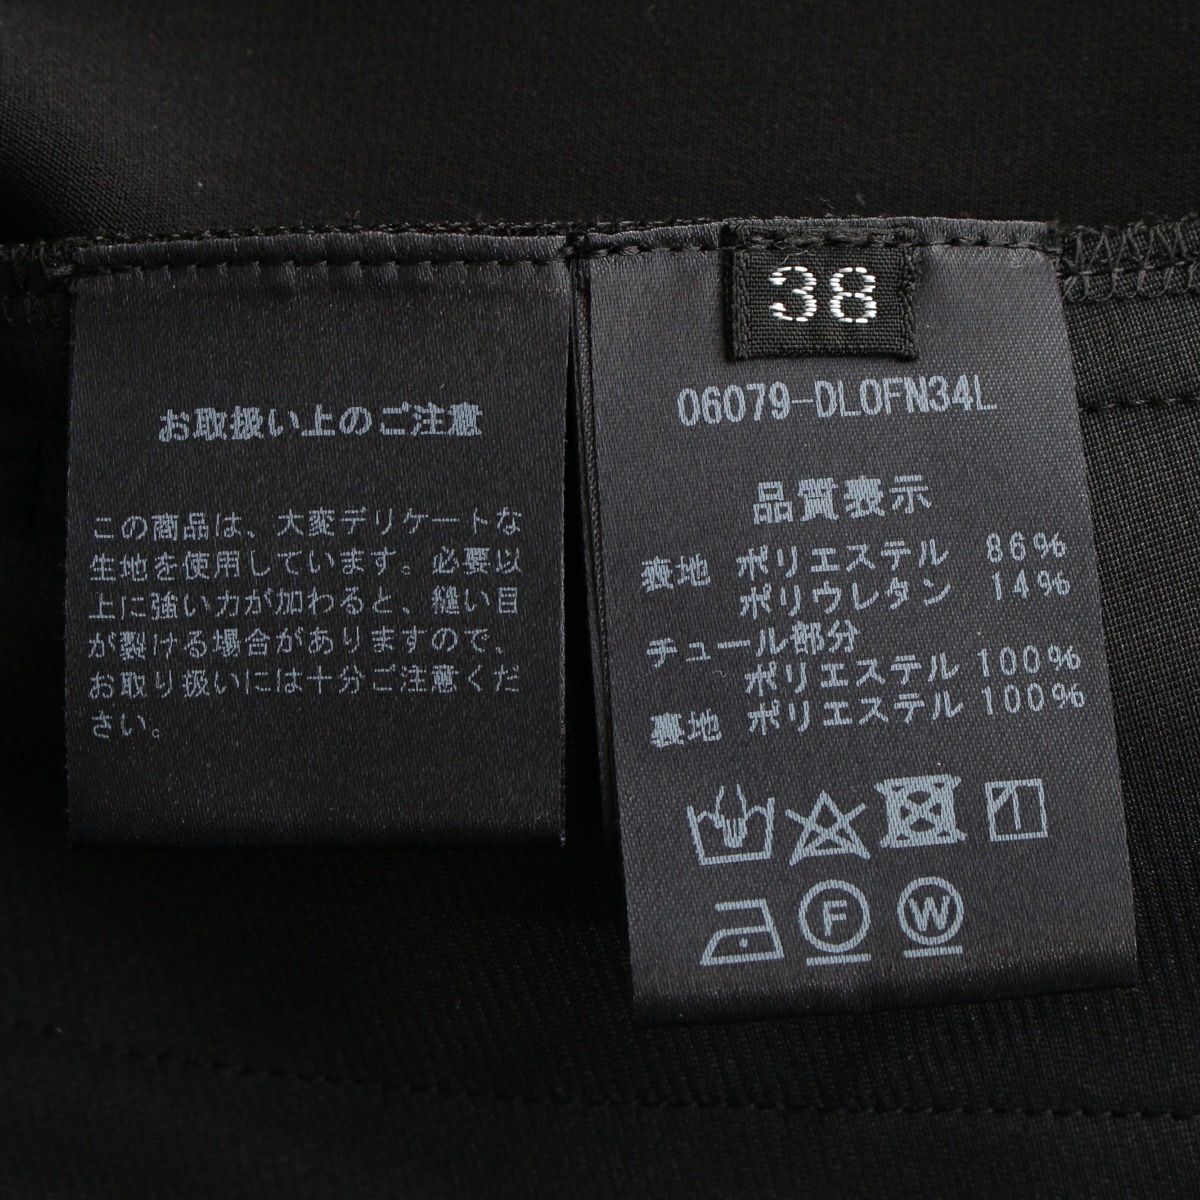 お取扱い上のご注意
この商品は、大変デリケートな
生地を使用しています。必要以
上に強い力が加わると、縫い目
が裂ける場合がありますので、
お取り扱いには十分ご注意くだ
さい。
38
06079-DL0FN34L
品質表示
表地 ポリエステル 86%
ポリウレタン 14%
チュール部分
ポリエステル 100%
裏地 ポリエステル 100%
F W